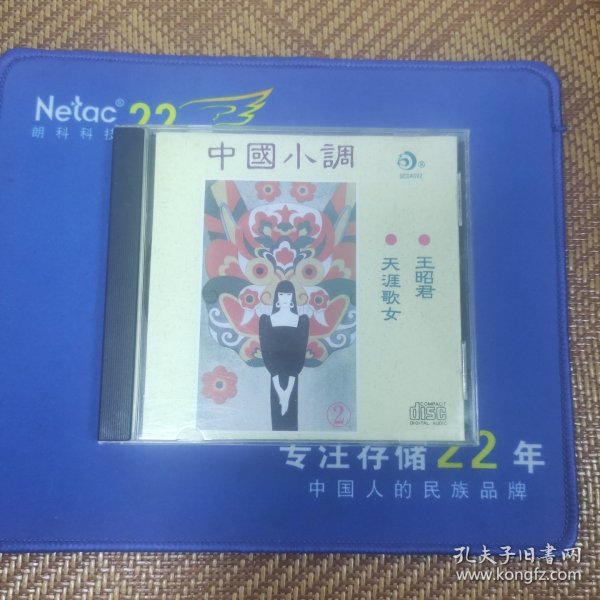 Netac® 22
朗科科技
中國小調
®
王昭君
天涯歌女
②
COMPACT
disc
DIGITAL AUDIO
专注存储22年
中国人的民族品牌
孔夫子旧書网
www.kongfz.com